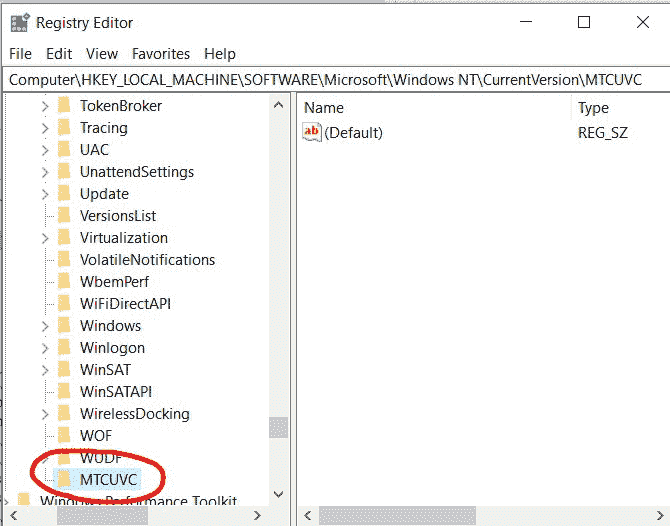 Registry Editor
File Edit View Favorites Help
Computer\HKEY_LOCAL_MACHINE\SOFTWARE\Microsoft\Windows NT\CurrentVersion\MTCUVC
TokenBroker
Tracing
UAC
UnattendSettings
Update
VersionsList
Virtualization
VolatileNotifications
WbemPerf
WiFiDirectAPI
Windows
Winlogon
WinSAT
WinSATAPI
WirelessDocking
WOF
WUDF
MTCUVC
Windows Performance Toolkit
Name Type
ab (Default) REG_SZ